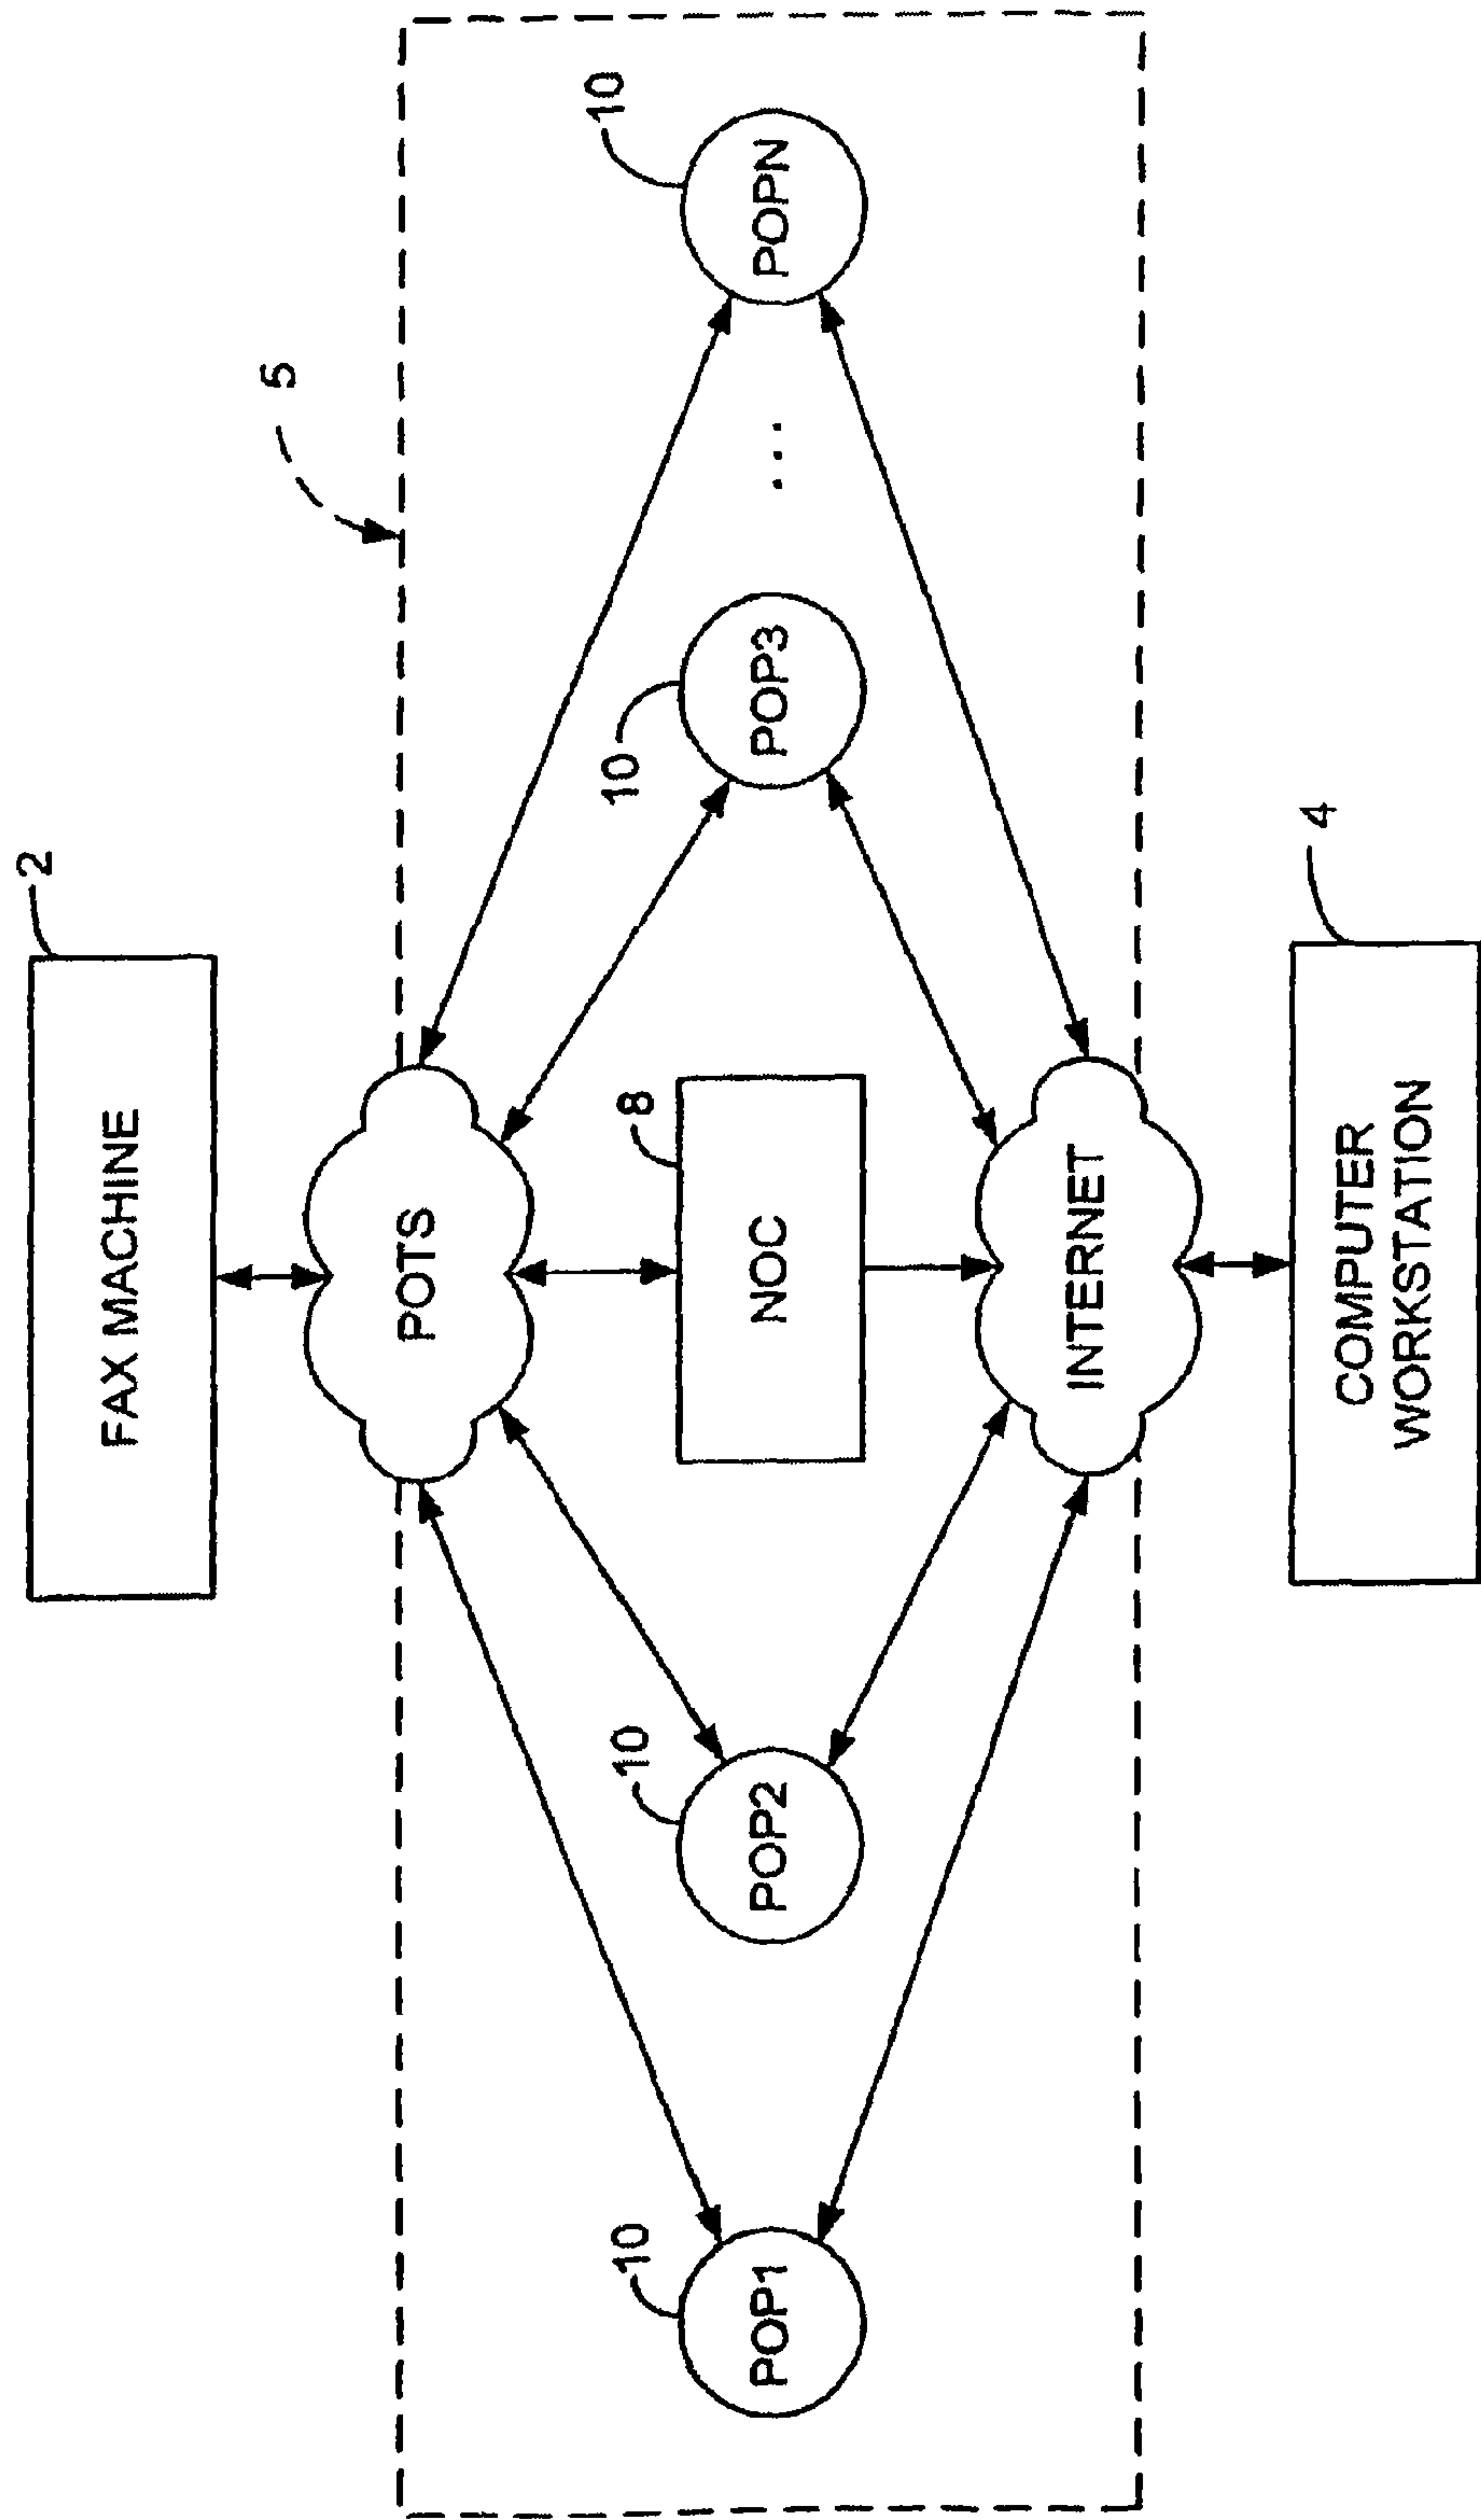 2
FAX MACHINE
5
POTS
10
10
10
10
8
POP1
POP2
NOC
POP3
...
POPN
INTERNET
4
COMPUTER
WORKSTATION